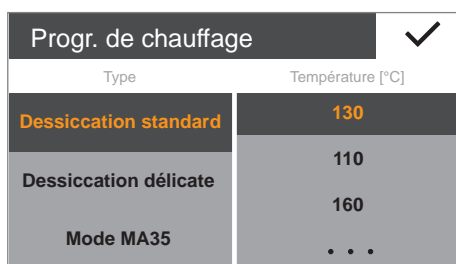 Progr. de chauffage
Type
Température [°C]
Dessiccation standard
130
110
Dessiccation délicate
160
Mode MA35
. . .